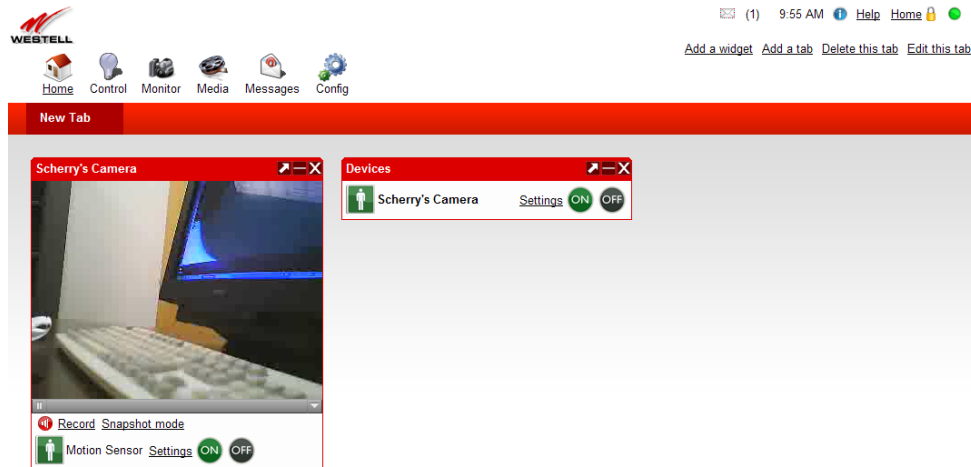 (1) 9:55 AM Help Home
WESTELL
Add a widget Add a tab Delete this tab Edit this tab
Home Control Monitor Media Messages Config
New Tab
Scherry's Camera
Devices
Scherry's Camera Settings ON OFF
Record Snapshot mode
Motion Sensor Settings ON OFF